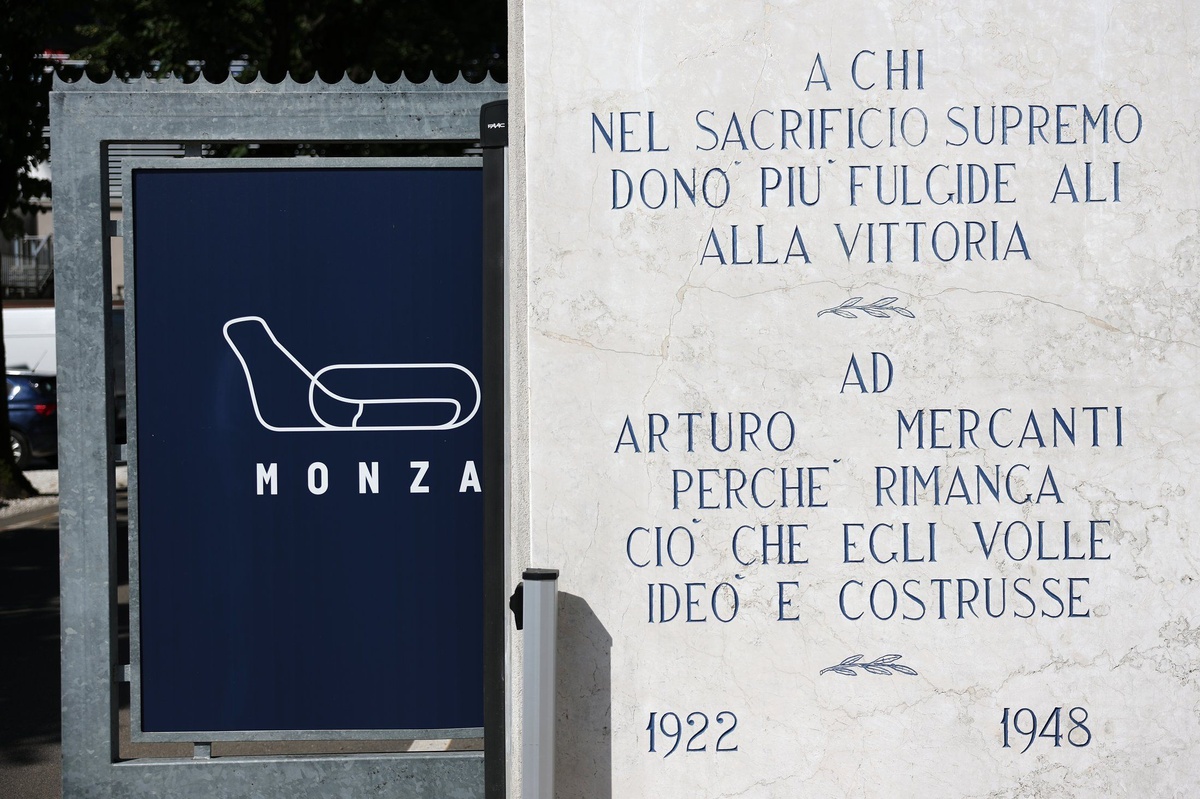 FAAC
MONZA
A CHI
NEL SACRIFICIO SUPREMO
DONÒ PIÙ FULGIDE ALI
ALLA VITTORIA
AD
ARTURO MERCANTI
PERCHÈ RIMANGA
CIÒ CHE EGLI VOLLE
IDEÒ E COSTRUSSE
1922 1948